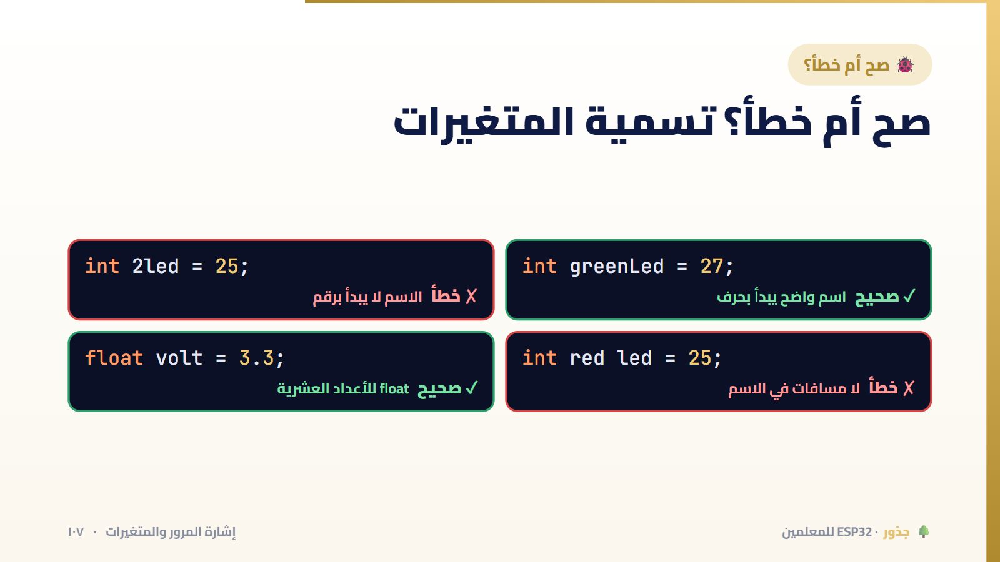 صح أم خطأ؟
صح أم خطأ؟ تسمية المتغيرات
int greenLed = 27;
✓ صحيح اسم واضح يبدأ بحرف
int 2led = 25;
✗ خطأ الاسم لا يبدأ برقم
int red led = 25;
✗ خطأ لا مسافات في الاسم
float volt = 3.3;
✓ صحيح float للأعداد العشرية
جذور · ESP32 للمعلمين
إشارة المرور والمتغيرات · ١٠٧